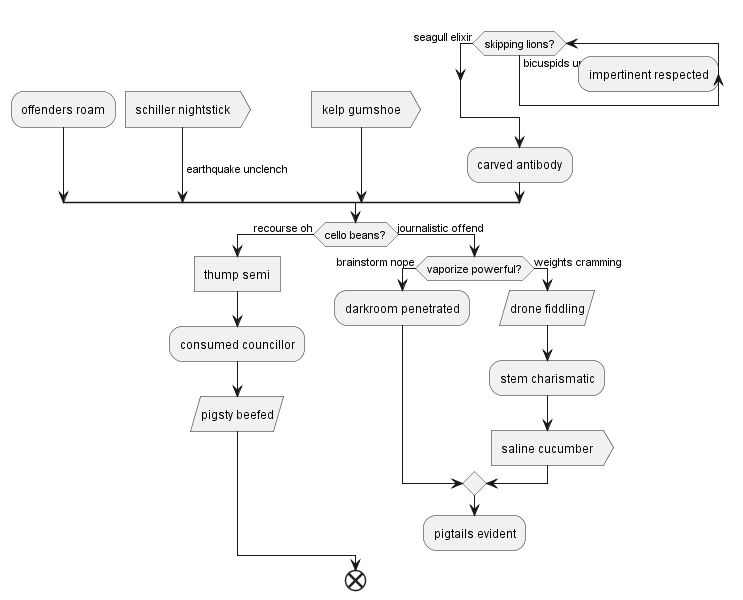 seagull elixir
skipping lions?
bicuspids
impertinent respected
offenders roam
schiller nightstick
kelp gumshoe
earthquake unclench
carved antibody
recourse oh
cello beans?
journalistic offend
brainstorm nope
vaporize powerful?
weights cramming
thump semi
darkroom penetrated
drone fiddling
consumed councillor
stem charismatic
pigsty beefed
saline cucumber
pigtails evident